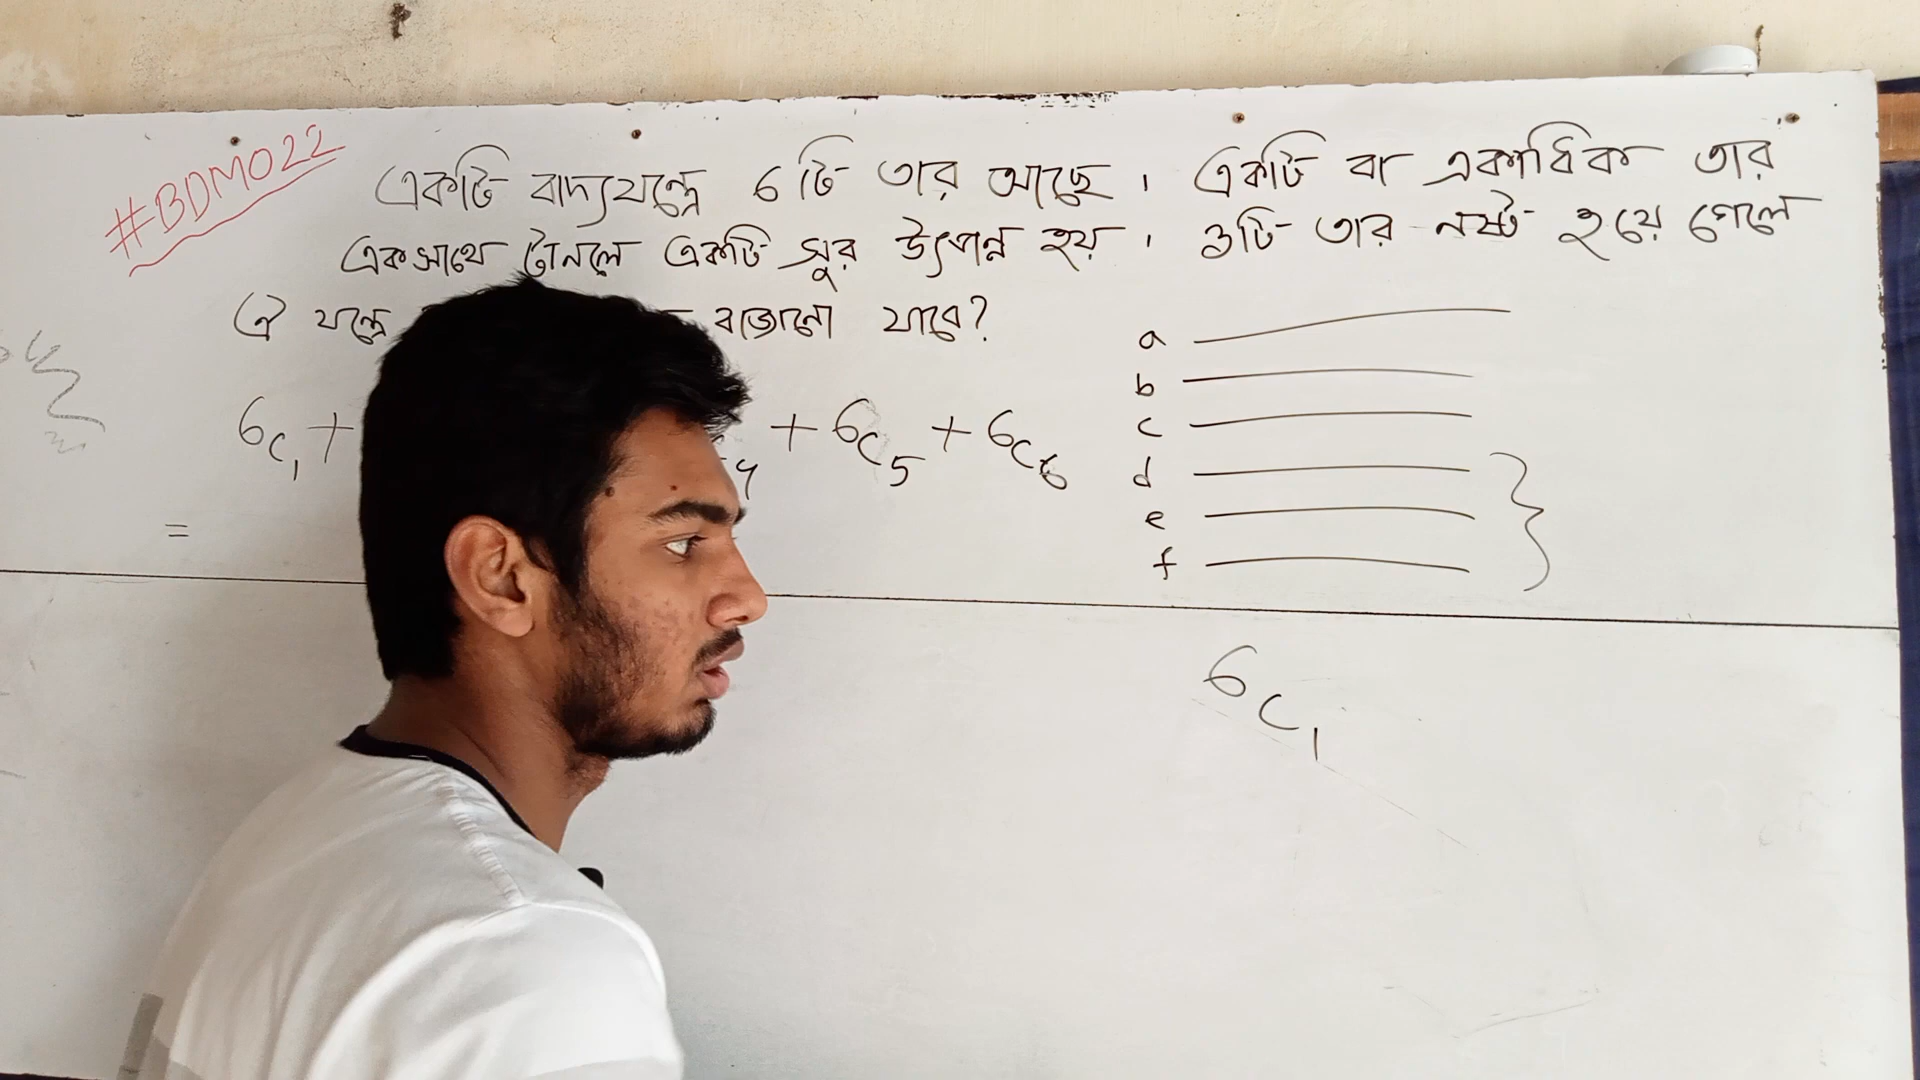 #BDMO22
একটি বাদ্যযন্ত্রে ৬টি তার আছে। একটি বা একাধিক তার
একসাথে টানলে একটি সুর উৎপন্ন হয়। ৩টি তার নষ্ট হয়ে গেলে
ঐ যন্ত্রে বাজানো যাবে?
6C1 + + 6C5 + 6C6
=
a
b
c
d
e
f
6C1